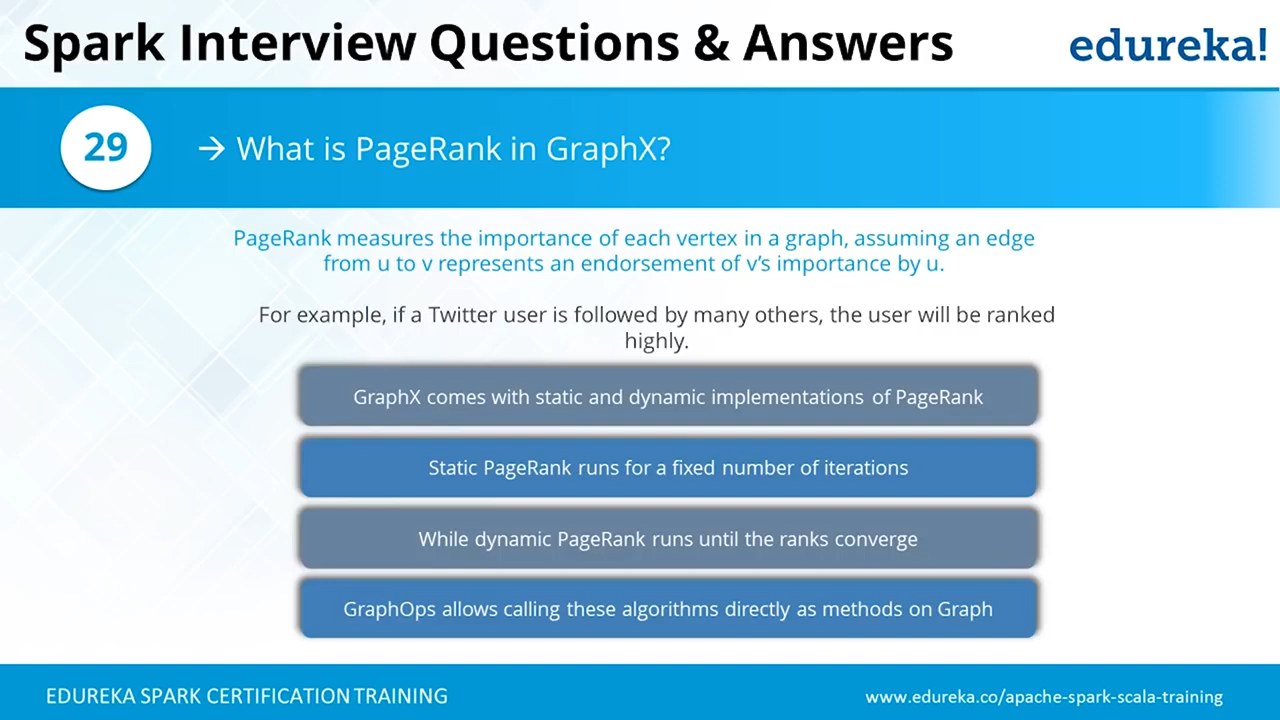 Spark Interview Questions & Answers
edureka!
29
→ What is PageRank in GraphX?
PageRank measures the importance of each vertex in a graph, assuming an edge
from u to v represents an endorsement of v’s importance by u.
For example, if a Twitter user is followed by many others, the user will be ranked
highly.
GraphX comes with static and dynamic implementations of PageRank
Static PageRank runs for a fixed number of iterations
While dynamic PageRank runs until the ranks converge
GraphOps allows calling these algorithms directly as methods on Graph
EDUREKA SPARK CERTIFICATION TRAINING
www.edureka.co/apache-spark-scala-training